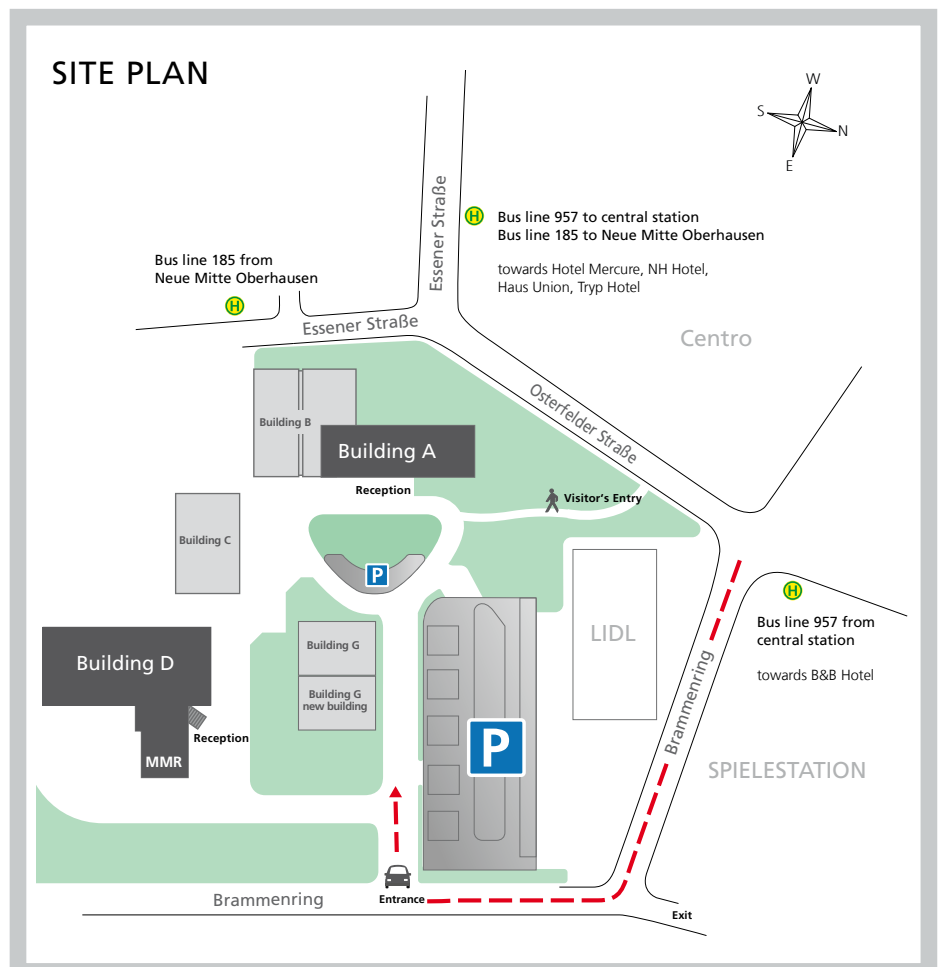 SITE PLAN
W
S
N
E
Essener Straße
H
Bus line 957 to central station
Bus line 185 to Neue Mitte Oberhausen
towards Hotel Mercure, NH Hotel,
Haus Union, Tryp Hotel
Bus line 185 from
Neue Mitte Oberhausen
H
Essener Straße
Centro
Osterfelder Straße
Building B
Building A
Reception
Visitor's Entry
Building C
P
H
Bus line 957 from
central station
towards B&B Hotel
LIDL
Building G
Building G
new building
Building D
Reception
MMR
P
Brammenring
SPIELESTATION
Brammenring
Entrance
Exit